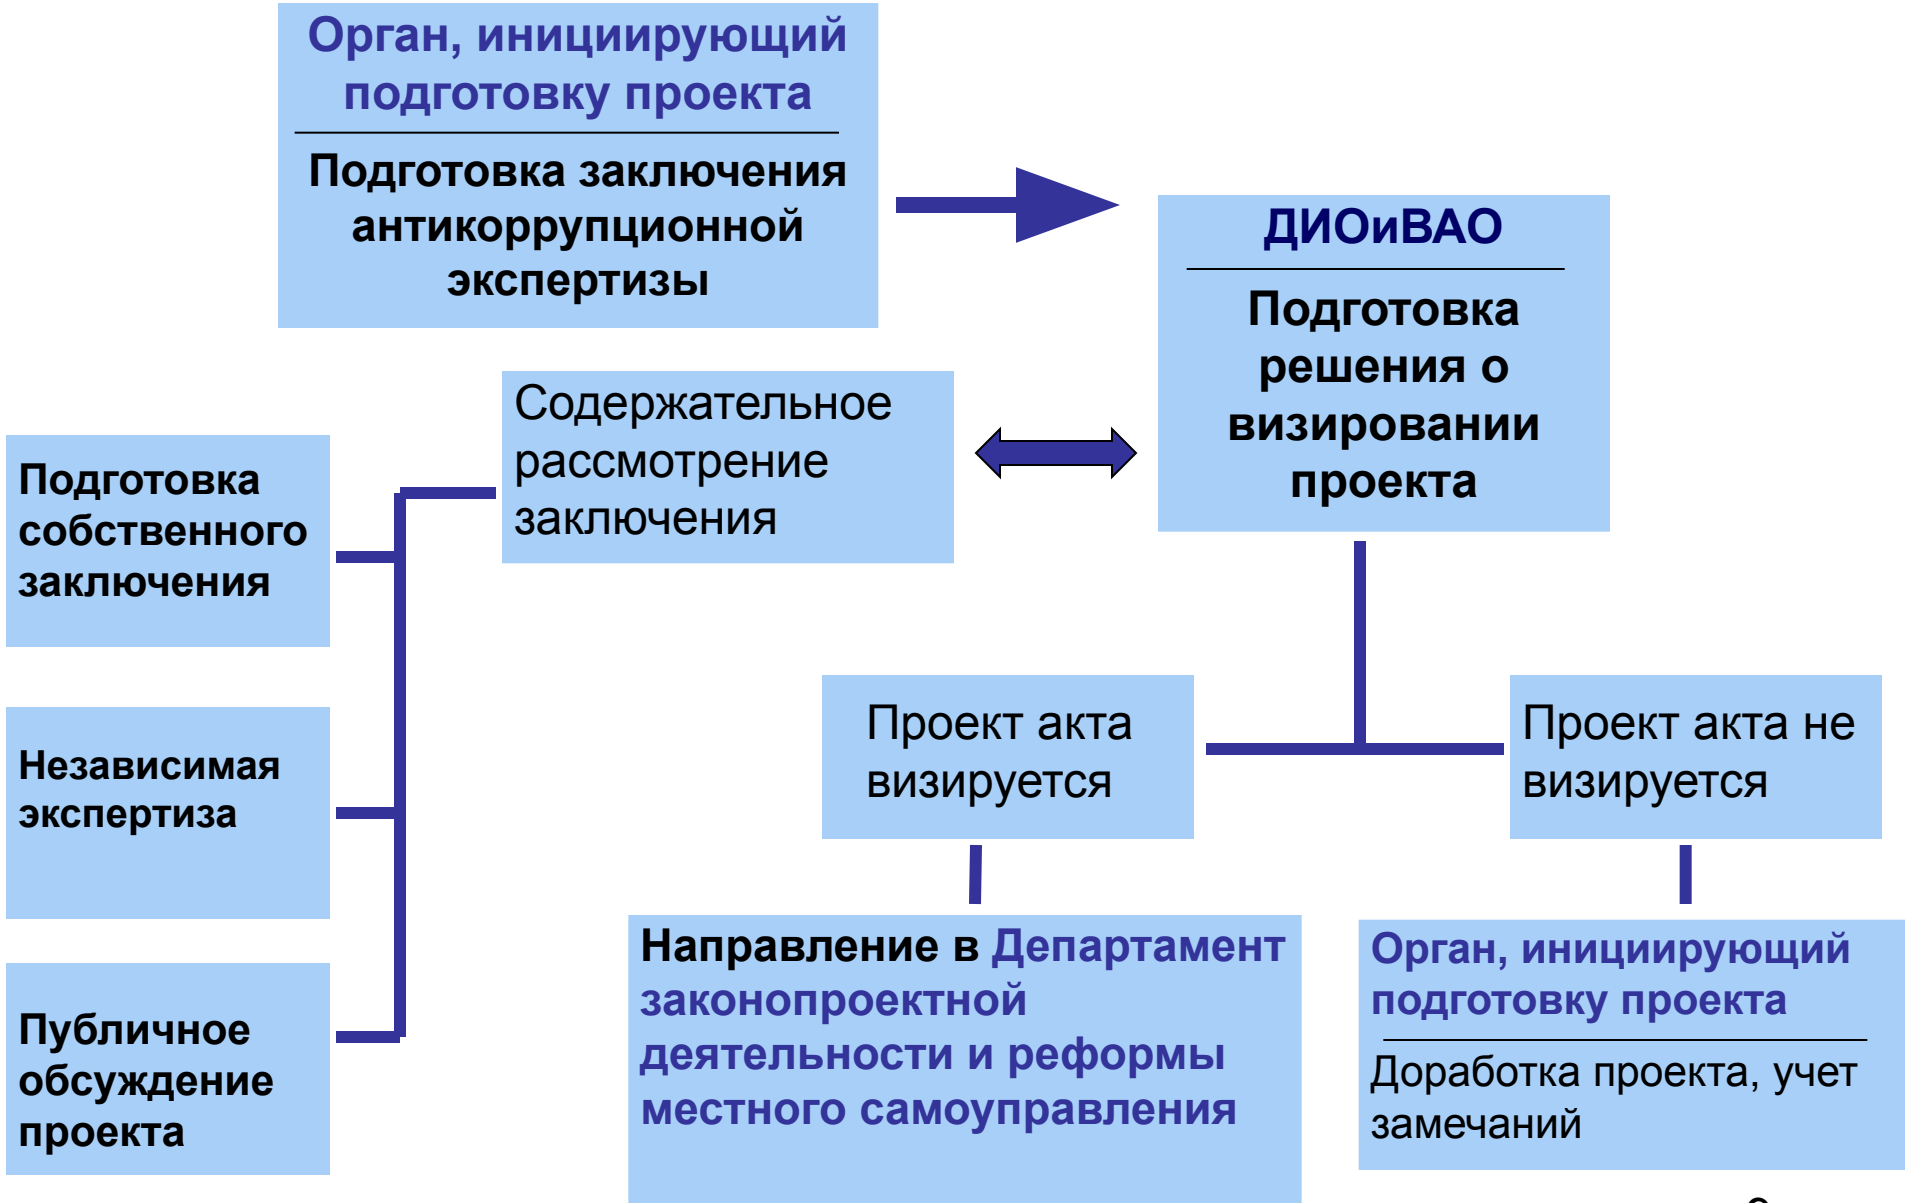 Орган, инициирующий
подготовку проекта
Подготовка заключения
антикоррупционной
экспертизы
ДИОиВАО
Подготовка
решения о
визировании
проекта
Содержательное
рассмотрение
заключения
Подготовка
собственного
заключения
Независимая
экспертиза
Публичное
обсуждение
проекта
Проект акта
визируется
Проект акта не
визируется
Направление в Департамент
законопроектной
деятельности и реформы
местного самоуправления
Орган, инициирующий
подготовку проекта
Доработка проекта, учет
замечаний